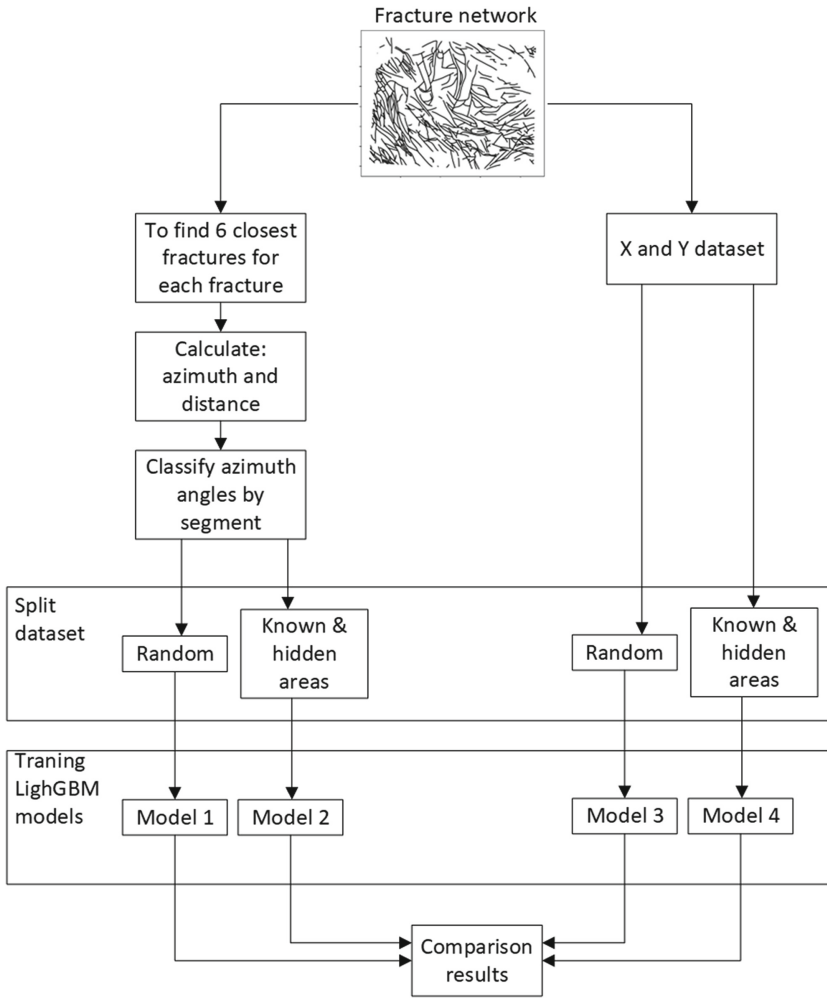 Fracture network
To find 6 closest
fractures for
each fracture
X and Y dataset
Calculate:
azimuth and
distance
Classify azimuth
angles by
segment
Split
dataset
Random
Known &
hidden
areas
Random
Known &
hidden
areas
Traning
LighGBM
models
Model 1
Model 2
Model 3
Model 4
Comparison
results